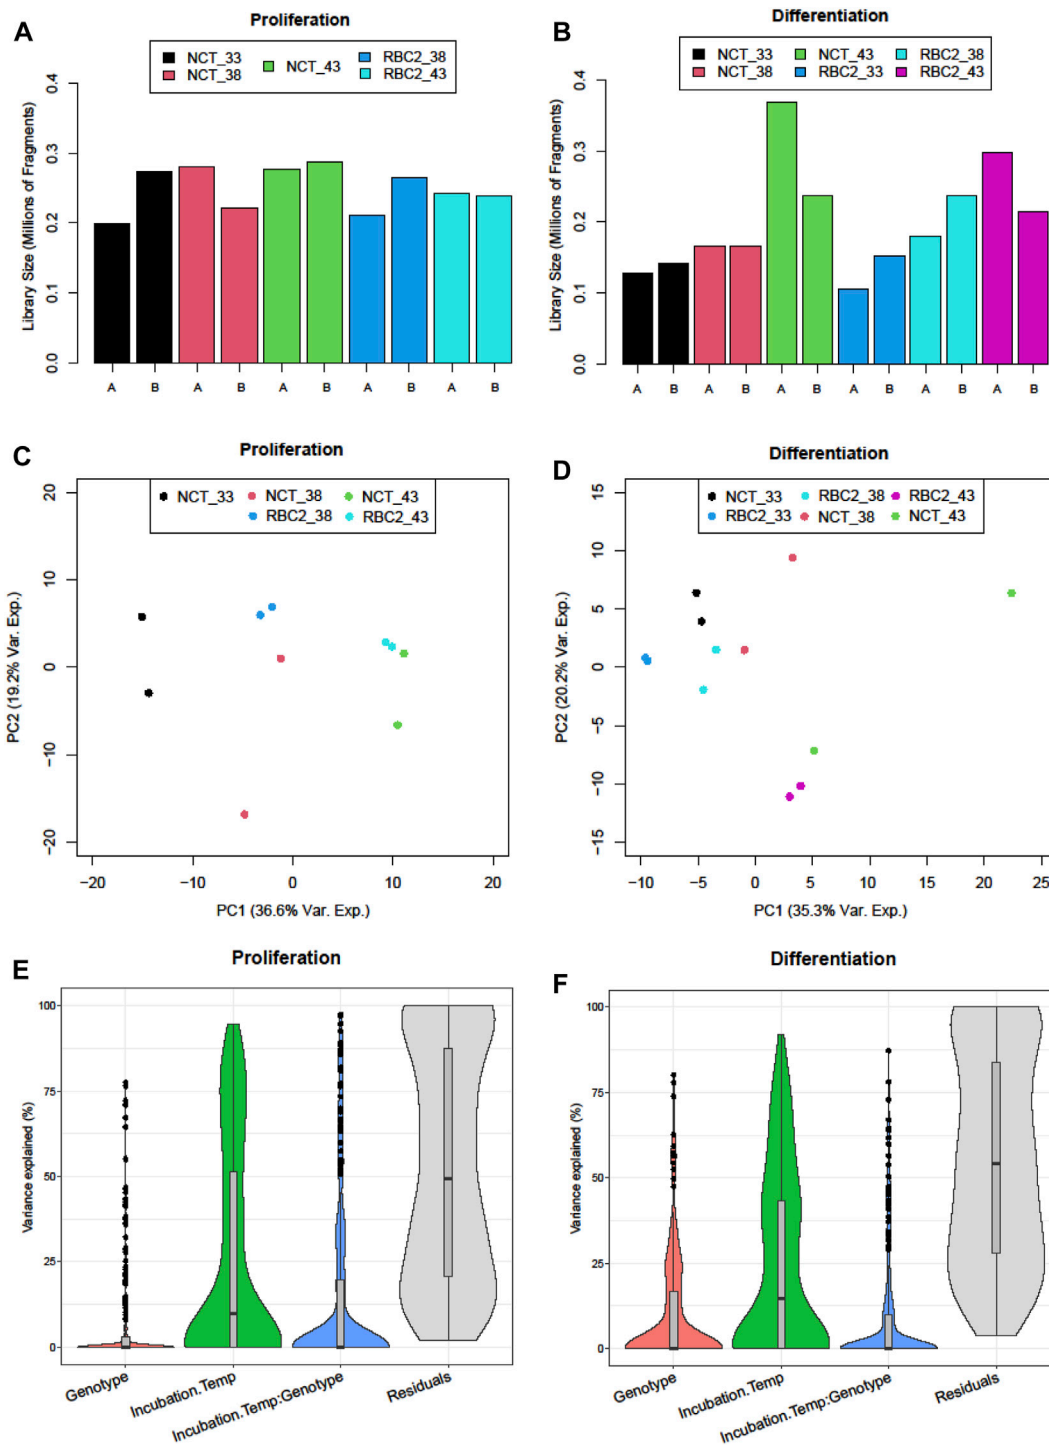 A
Proliferation
NCT_33
NCT_38
NCT_43
RBC2_38
RBC2_43
Library Size (Millions of Fragments)
0.4
0.3
0.2
0.1
0.0
A B A B A B A B A B
B
Differentiation
NCT_33
NCT_38
NCT_43
RBC2_33
RBC2_38
RBC2_43
Library Size (Millions of Fragments)
0.4
0.3
0.2
0.1
0.0
A B A B A B A B A B A B
C
Proliferation
NCT_33
NCT_38
NCT_43
RBC2_38
RBC2_43
PC2 (19.2% Var. Exp.)
20
10
0
−10
−20
−20 −10 0 10 20
PC1 (36.6% Var. Exp.)
D
Differentiation
NCT_33
RBC2_38
RBC2_43
RBC2_33
NCT_38
NCT_43
PC2 (20.2% Var. Exp.)
15
10
5
0
−5
−10
−15
−10 −5 0 5 10 15 20 25
PC1 (35.3% Var. Exp.)
E
Proliferation
Variance explained (%)
100
75
50
25
0
Genotype
Incubation.Temp
Incubation.Temp:Genotype
Residuals
F
Differentiation
Variance explained (%)
100
75
50
25
0
Genotype
Incubation.Temp
Incubation.Temp:Genotype
Residuals